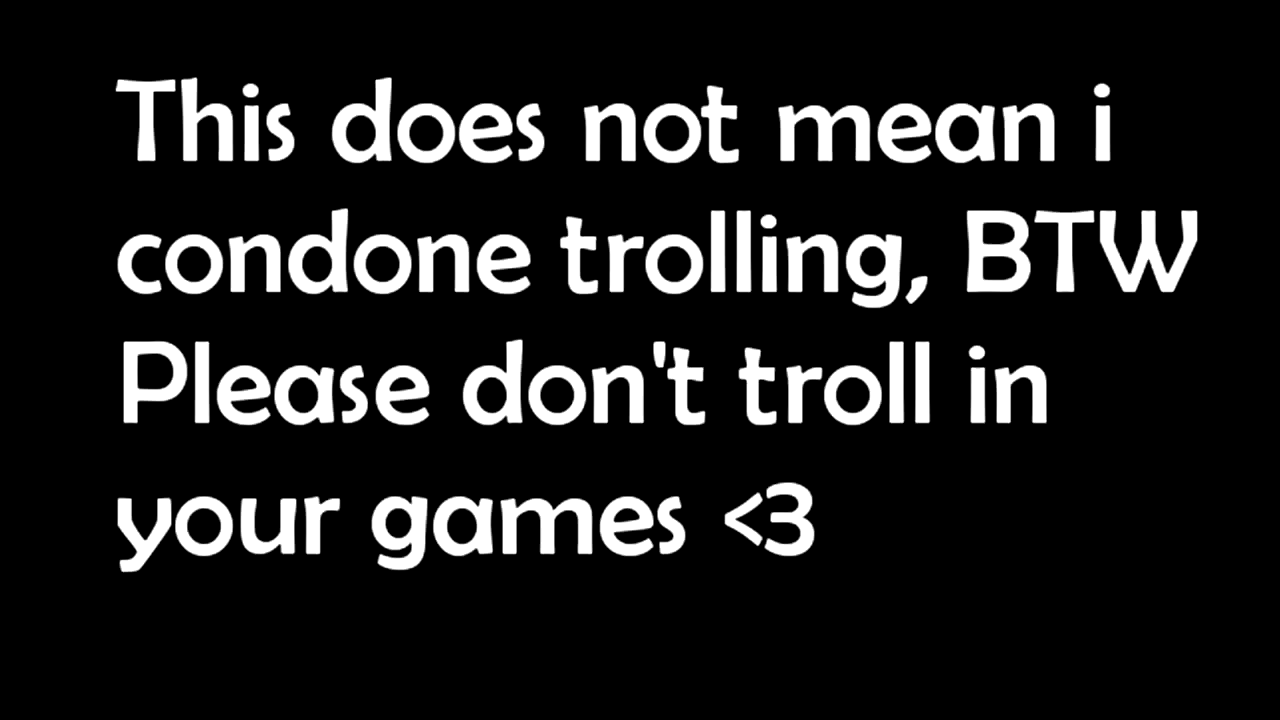 This does not mean i
condone trolling, BTW
Please don't troll in
your games <3